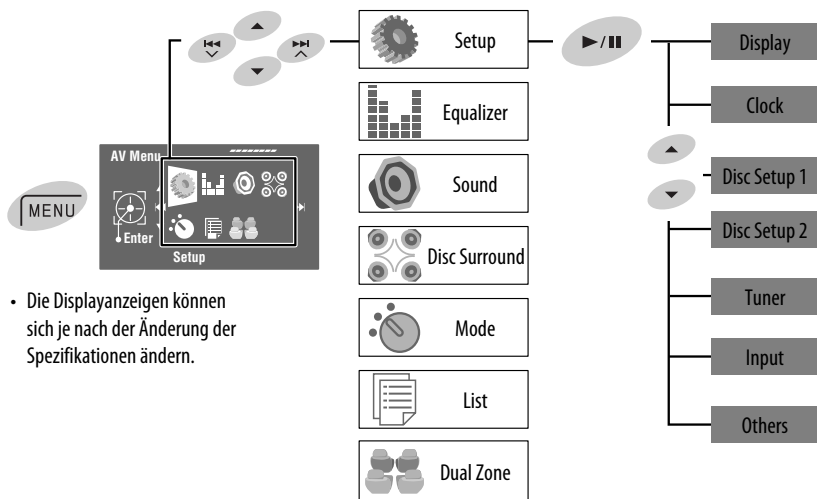 MENU
AV Menu
Enter
Setup
• Die Displayanzeigen können
sich je nach der Änderung der
Spezifikationen ändern.
Setup
Equalizer
Sound
Disc Surround
Mode
List
Dual Zone
Display
Clock
Disc Setup 1
Disc Setup 2
Tuner
Input
Others